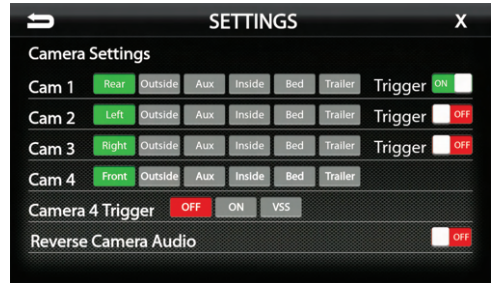 SETTINGS X
Camera Settings
Cam 1 Rear Outside Aux Inside Bed Trailer Trigger ON
Cam 2 Left Outside Aux Inside Bed Trailer Trigger OFF
Cam 3 Right Outside Aux Inside Bed Trailer Trigger OFF
Cam 4 Front Outside Aux Inside Bed Trailer
Camera 4 Trigger OFF ON VSS
Reverse Camera Audio OFF